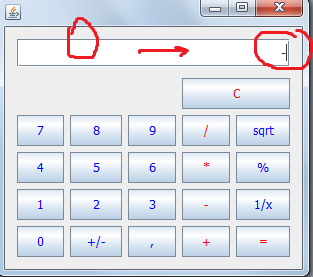 -
C
7 8 9 / sqrt
4 5 6 * %
1 2 3 - 1/x
0 +/- , + =